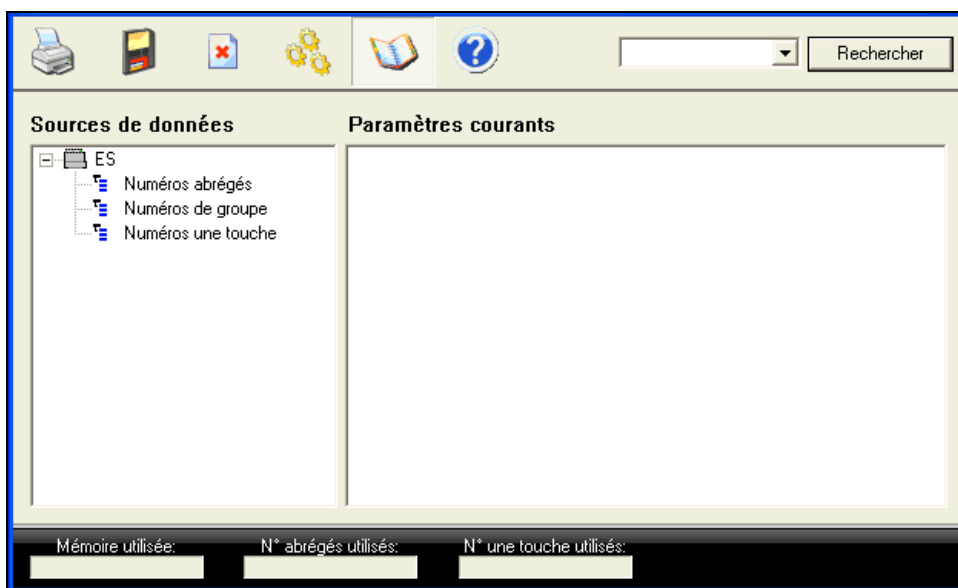 Rechercher
Sources de données Paramètres courants
ES
Numéros abrégés
Numéros de groupe
Numéros une touche
Mémoire utilisée: N° abrégés utilisés: N° une touche utilisés: